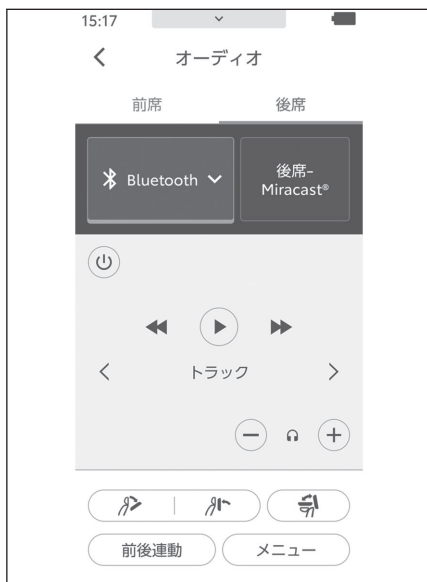 15:17
オーディオ
前席
後席
Bluetooth
後席-
Miracast®
トラック
前後連動
メニュー